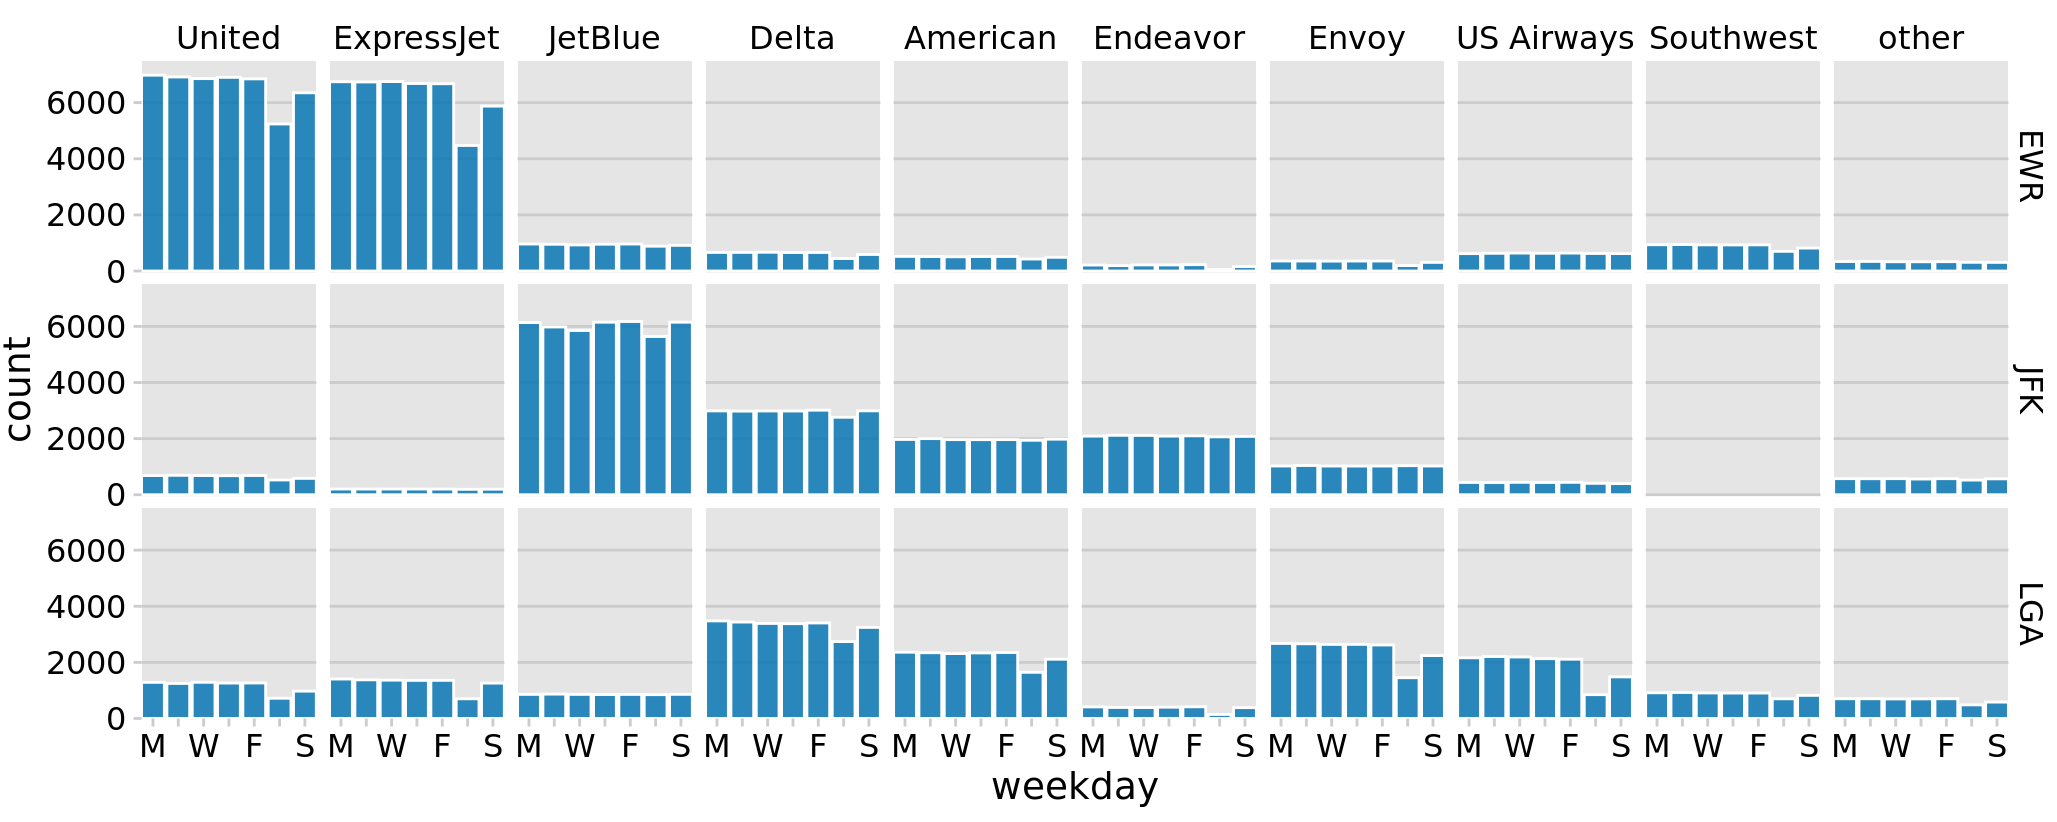 United ExpressJet JetBlue Delta American Endeavor Envoy US Airways Southwest other
6000
4000
2000
0
EWR
6000
4000
2000
0
JFK
6000
4000
2000
0
LGA
count
M W F S M W F S M W F S M W F S M W F S M W F S M W F S M W F S M W F S M W F S
weekday